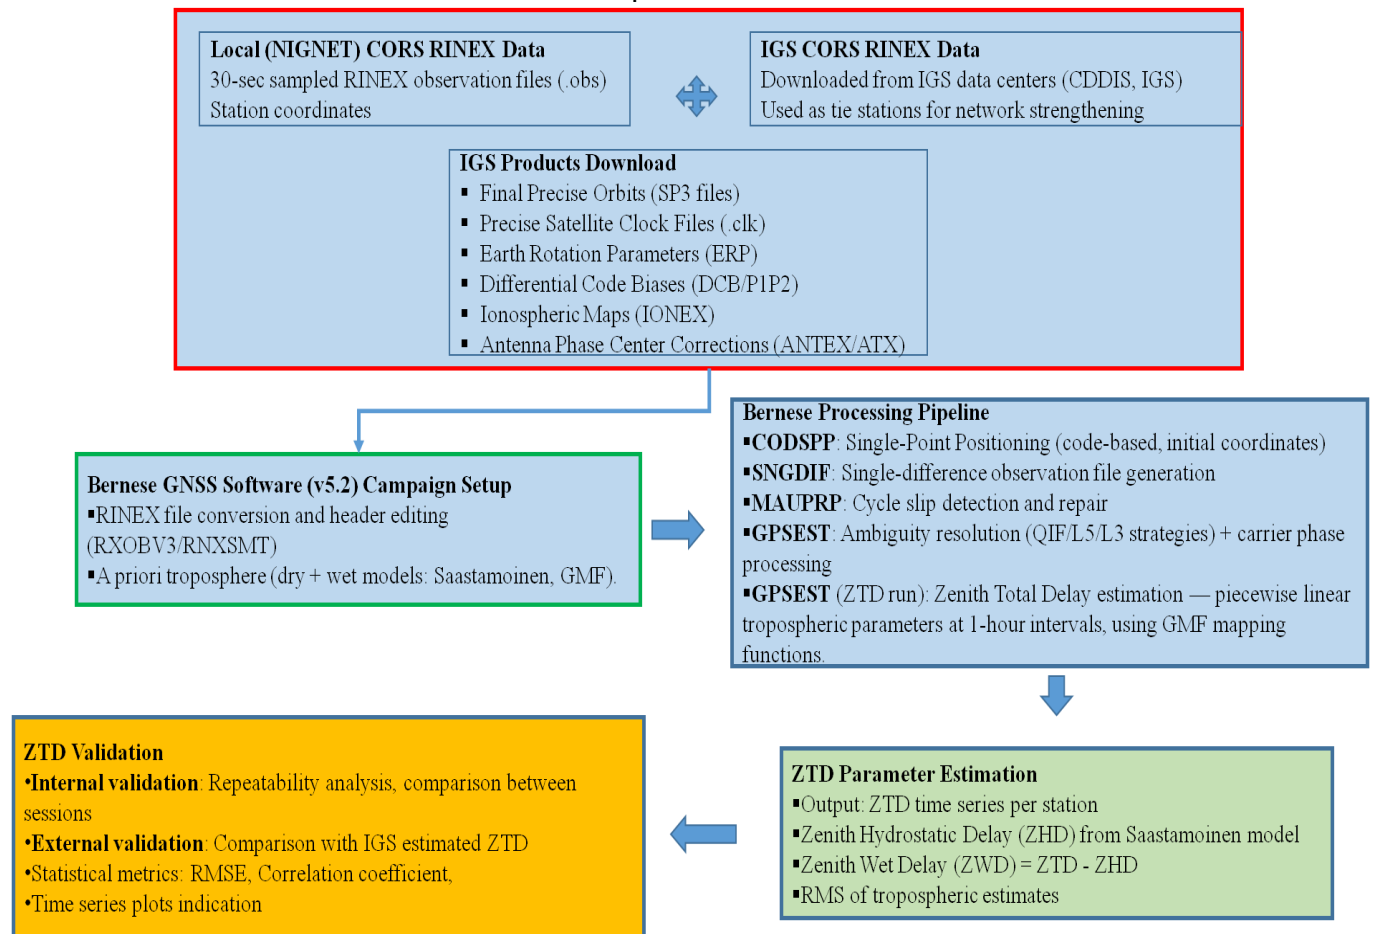 Local (NIGNET) CORS RINEX Data
30-sec sampled RINEX observation files (.obs)
Station coordinates
IGS CORS RINEX Data
Downloaded from IGS data centers (CDDIS, IGS)
Used as tie stations for network strengthening
IGS Products Download
▪ Final Precise Orbits (SP3 files)
▪ Precise Satellite Clock Files (.clk)
▪ Earth Rotation Parameters (ERP)
▪ Differential Code Biases (DCB/P1P2)
▪ Ionospheric Maps (IONEX)
▪ Antenna Phase Center Corrections (ANTEX/ATX)
Bernese GNSS Software (v5.2) Campaign Setup
▪RINEX file conversion and header editing
(RXOBV3/RNXSMT)
▪A priori troposphere (dry + wet models: Saastamoinen, GMF).
Bernese Processing Pipeline
▪CODSPP: Single-Point Positioning (code-based, initial coordinates)
▪SNGDIF: Single-difference observation file generation
▪MAUPRP: Cycle slip detection and repair
▪GPSEST: Ambiguity resolution (QIF/L5/L3 strategies) + carrier phase
processing
▪GPSEST (ZTD run): Zenith Total Delay estimation — piecewise linear
tropospheric parameters at 1-hour intervals, using GMF mapping
functions.
ZTD Parameter Estimation
▪Output: ZTD time series per station
▪Zenith Hydrostatic Delay (ZHD) from Saastamoinen model
▪Zenith Wet Delay (ZWD) = ZTD - ZHD
▪RMS of tropospheric estimates
ZTD Validation
•Internal validation: Repeatability analysis, comparison between
sessions
•External validation: Comparison with IGS estimated ZTD
•Statistical metrics: RMSE, Correlation coefficient,
•Time series plots indication